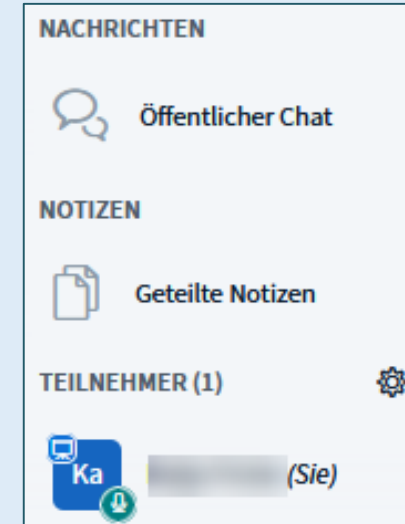 NACHRICHTEN
Öffentlicher Chat
NOTIZEN
Geteilte Notizen
TEILNEHMER (1)
Ka (Sie)